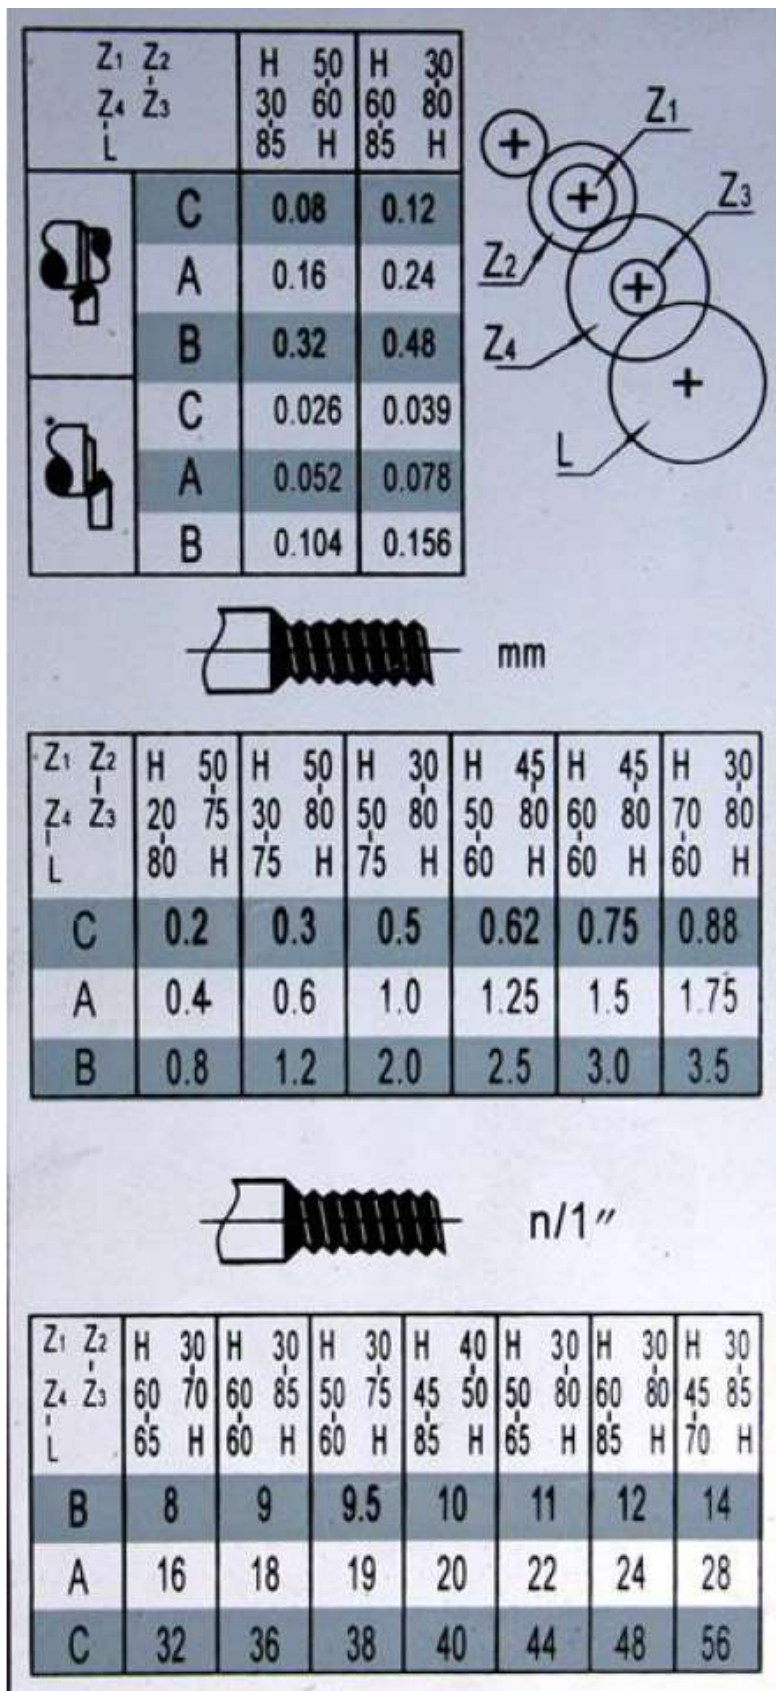 Z1 Z2 H 50 H 30
Z4 Z3 30 60 60 80
L 85 H 85 H
C 0.08 0.12
A 0.16 0.24
B 0.32 0.48
C 0.026 0.039
A 0.052 0.078
B 0.104 0.156
Z1
Z3
Z2
Z4
L
mm
Z1 Z2 H 50 H 50 H 30 H 45 H 45 H 30
Z4 Z3 20 75 30 80 50 80 50 80 60 80 70 80
L 80 H 75 H 75 H 60 H 60 H 60 H
C 0.2 0.3 0.5 0.62 0.75 0.88
A 0.4 0.6 1.0 1.25 1.5 1.75
B 0.8 1.2 2.0 2.5 3.0 3.5
n/1″
Z1 Z2 H 30 H 30 H 30 H 40 H 30 H 30 H 30
Z4 Z3 60 70 60 85 50 75 45 50 50 80 60 80 45 85
L 65 H 60 H 60 H 85 H 65 H 85 H 70 H
B 8 9 9.5 10 11 12 14
A 16 18 19 20 22 24 28
C 32 36 38 40 44 48 56